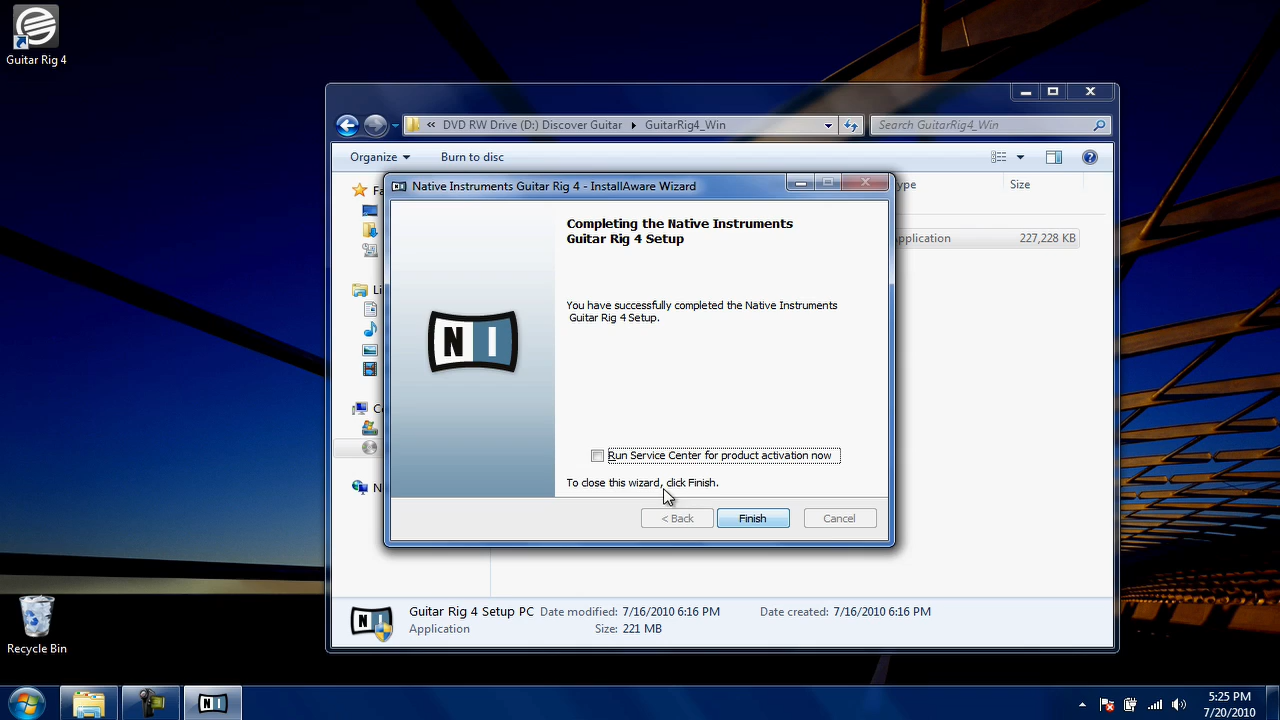 Guitar Rig 4
« DVD RW Drive (D:) Discover Guitar GuitarRig4_Win
Search GuitarRig4_Win
Organize Burn to disc
Native Instruments Guitar Rig 4 - InstallAware Wizard
Size
Completing the Native Instruments
Guitar Rig 4 Setup
Application 227,228 KB
You have successfully completed the Native Instruments
Guitar Rig 4 Setup.
N I
Run Service Center for product activation now
To close this wizard, click Finish.
< Back Finish Cancel
Guitar Rig 4 Setup PC Date modified: 7/16/2010 6:16 PM Date created: 7/16/2010 6:16 PM
Application Size: 221 MB
N I
Recycle Bin
N I
5:25 PM
7/20/2010